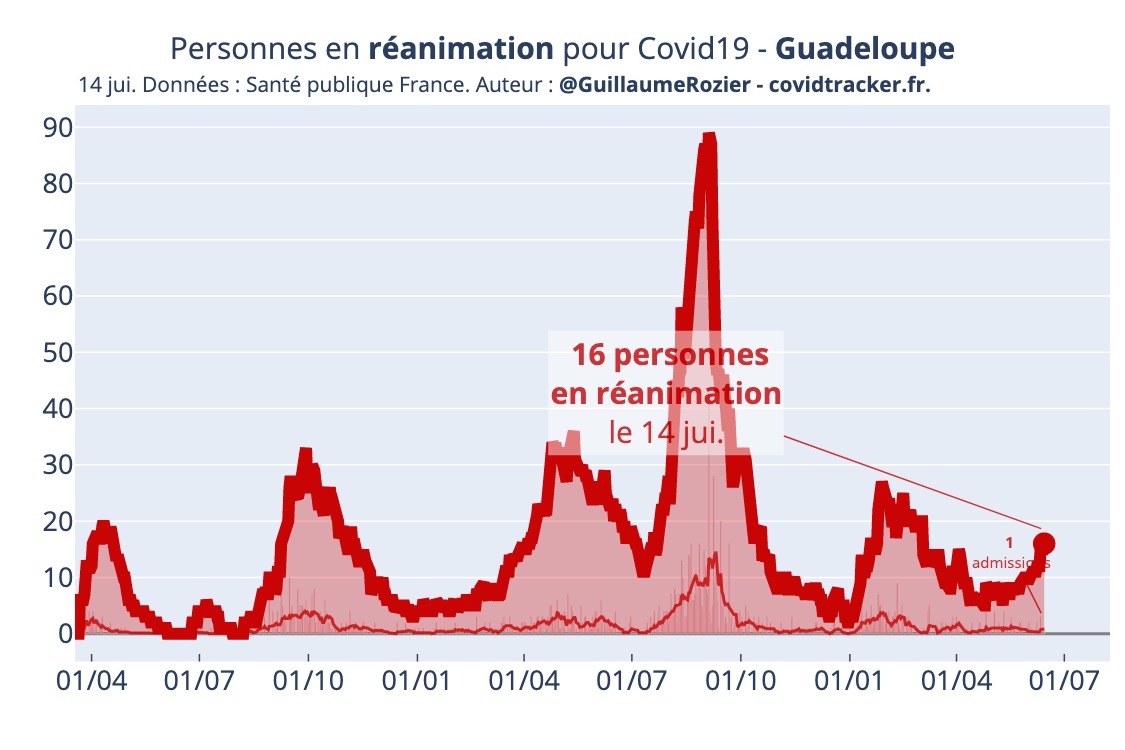 Personnes en réanimation pour Covid19 - Guadeloupe
14 jui. Données : Santé publique France. Auteur : @GuillaumeRozier - covidtracker.fr.
90
80
70
60
50
40
30
20
10
0
16 personnes
en réanimation
le 14 jui.
1
admissions
01/04 01/07 01/10 01/01 01/04 01/07 01/10 01/01 01/04 01/07